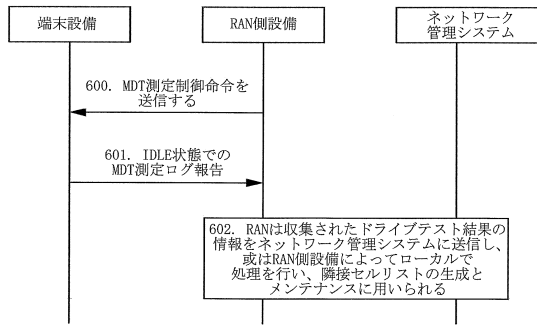 端末設備
RAN側設備
ネットワーク
管理システム
600. MDT測定制御命令を
送信する
601. IDLE状態での
MDT測定ログ報告
602. RANは収集されたドライブテスト結果の
情報をネットワーク管理システムに送信し、
或はRAN側設備によってローカルで
処理を行い、隣接セルリストの生成と
メンテナンスに用いられる